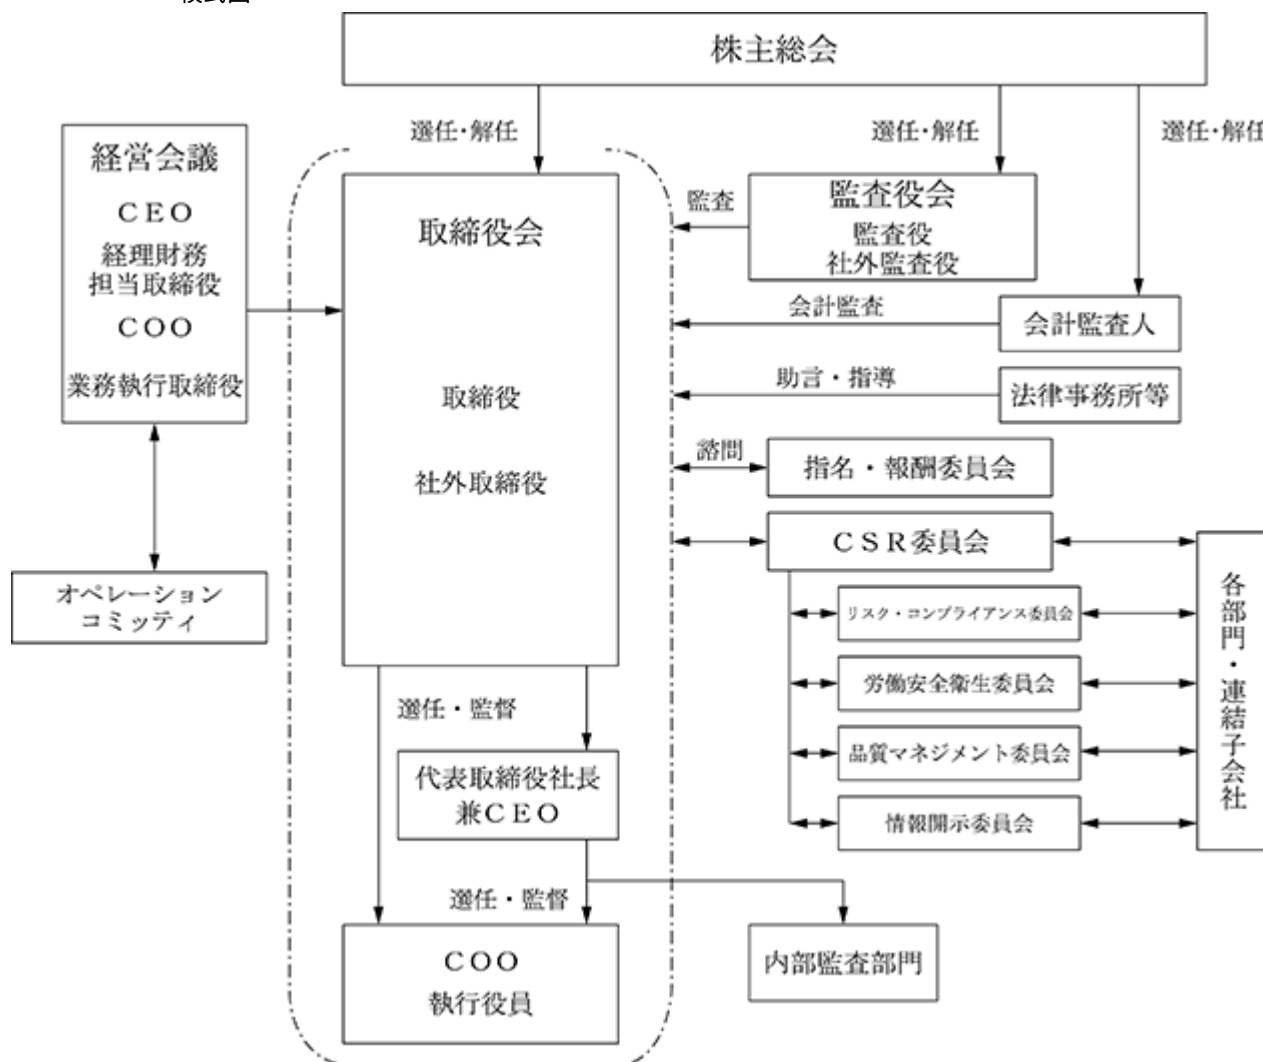 模式図
株主総会
選任・解任
選任・解任
選任・解任
経営会議
CEO
経理財務
担当取締役
COO
業務執行取締役
オペレーション
コミッティ
取締役会
取締役
社外取締役
監査
監査役会
監査役
社外監査役
会計監査
会計監査人
助言・指導
法律事務所等
諮問
指名・報酬委員会
CSR委員会
リスク・コンプライアンス委員会
労働安全衛生委員会
品質マネジメント委員会
情報開示委員会
各部門・連結子会社
選任・監督
代表取締役社長
兼CEO
選任・監督
COO
執行役員
内部監査部門